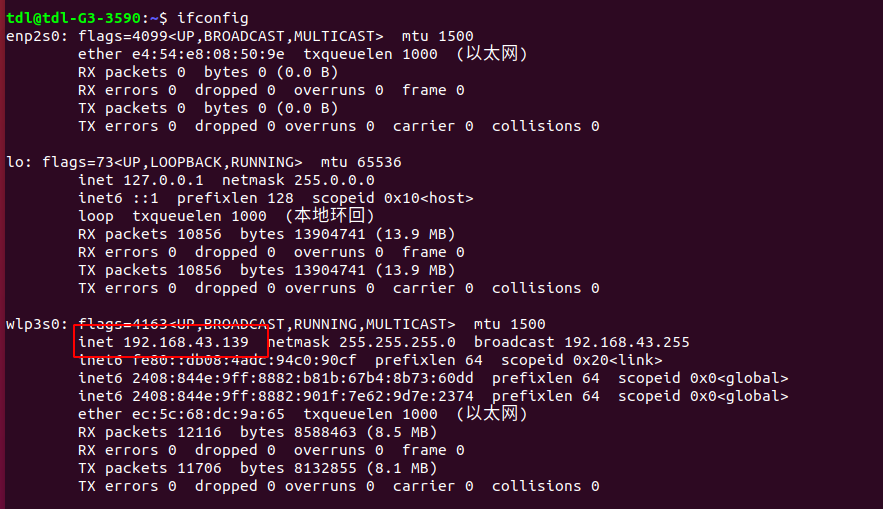 tdl@tdl-G3-3590:~$ ifconfig
enp2s0: flags=4099<UP,BROADCAST,MULTICAST>  mtu 1500
        ether e4:54:e8:08:50:9e  txqueuelen 1000  (以太网)
        RX packets 0  bytes 0 (0.0 B)
        RX errors 0  dropped 0  overruns 0  frame 0
        TX packets 0  bytes 0 (0.0 B)
        TX errors 0  dropped 0 overruns 0  carrier 0  collisions 0
lo: flags=73<UP,LOOPBACK,RUNNING>  mtu 65536
        inet 127.0.0.1  netmask 255.0.0.0
        inet6 ::1  prefixlen 128  scopeid 0x10<host>
        loop  txqueuelen 1000  (本地环回)
        RX packets 10856  bytes 13904741 (13.9 MB)
        RX errors 0  dropped 0  overruns 0  frame 0
        TX packets 10856  bytes 13904741 (13.9 MB)
        TX errors 0  dropped 0 overruns 0  carrier 0  collisions 0
wlp3s0: flags=4163<UP,BROADCAST,RUNNING,MULTICAST>  mtu 1500
        inet 192.168.43.139  netmask 255.255.255.0  broadcast 192.168.43.255
        inet6 fe80::db08:4adc:94c0:90cf  prefixlen 64  scopeid 0x20<link>
        inet6 2408:844e:9ff:8882:b81b:67b4:8b73:60dd  prefixlen 64  scopeid 0x0<global>
        inet6 2408:844e:9ff:8882:901f:7e62:9d7e:2374  prefixlen 64  scopeid 0x0<global>
        ether ec:5c:68:dc:9a:65  txqueuelen 1000  (以太网)
        RX packets 12116  bytes 8588463 (8.5 MB)
        RX errors 0  dropped 0  overruns 0  frame 0
        TX packets 11706  bytes 8132855 (8.1 MB)
        TX errors 0  dropped 0 overruns 0  carrier 0  collisions 0